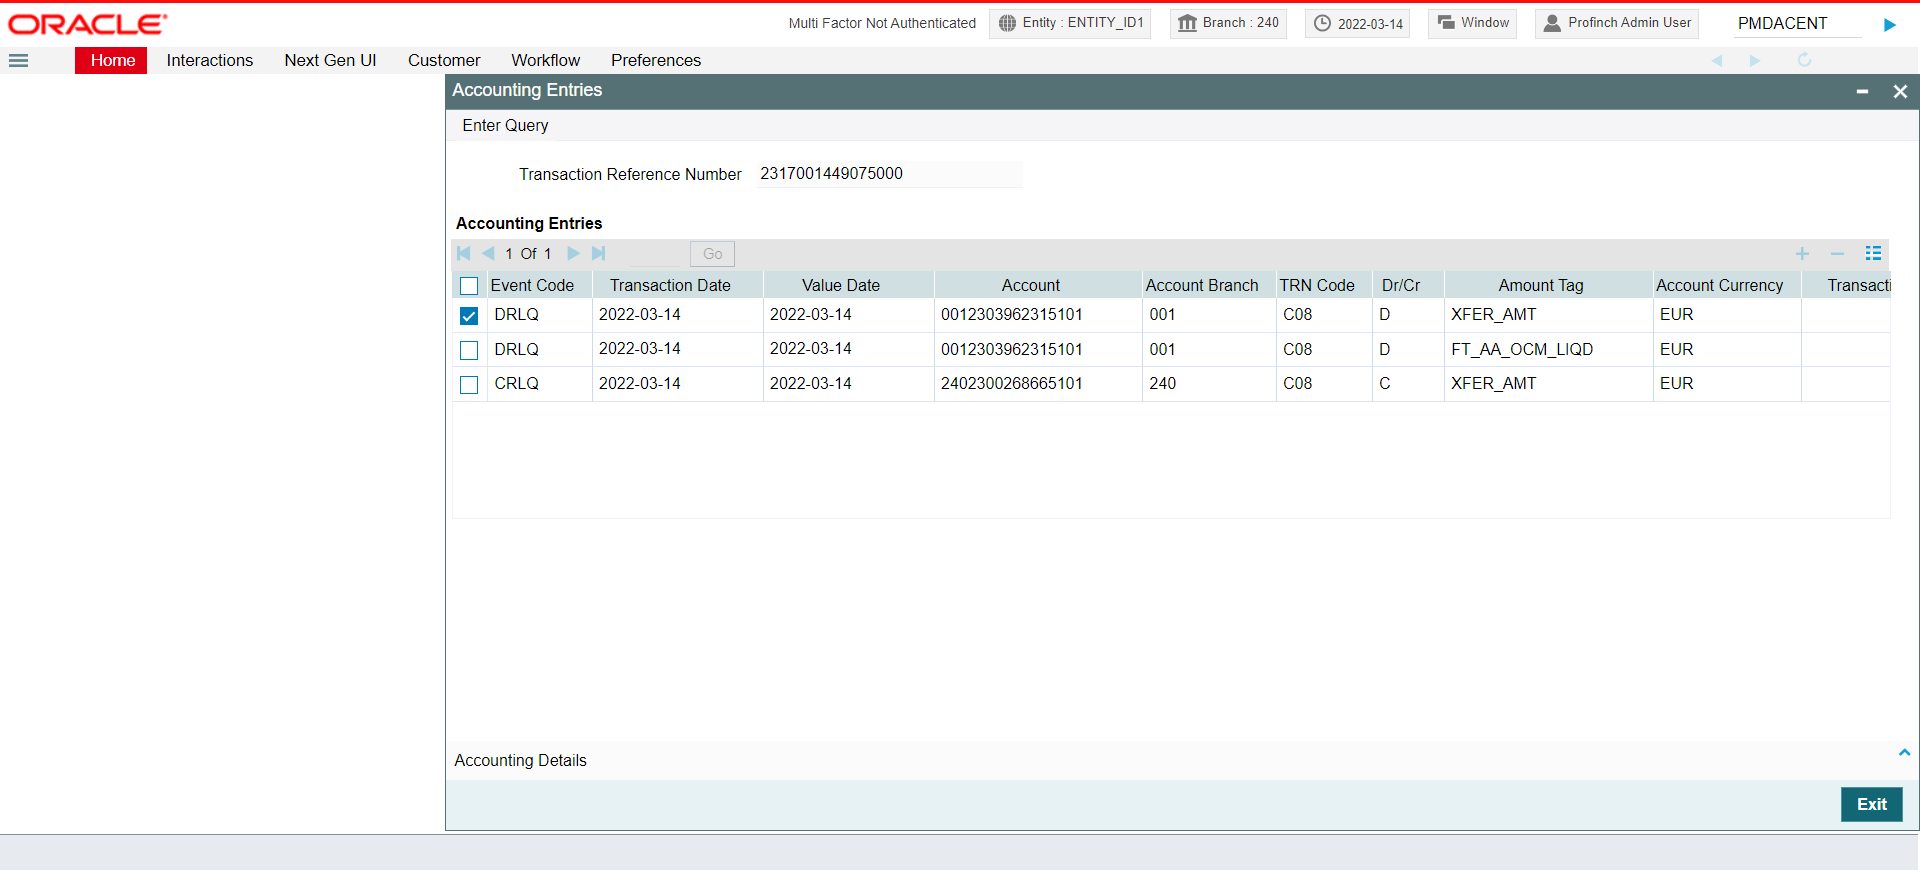 ORACLE
Multi Factor Not Authenticated Entity : ENTITY_ID1 Branch : 240 2022-03-14 Window Profinch Admin User PMDACENT
Home Interactions Next Gen UI Customer Workflow Preferences
Accounting Entries
Enter Query
Transaction Reference Number 2317001449075000
Accounting Entries
1 Of 1 Go
Event Code Transaction Date Value Date Account Account Branch TRN Code Dr/Cr Amount Tag Account Currency Transacti
DRLQ 2022-03-14 2022-03-14 0012303962315101 001 C08 D XFER_AMT EUR
DRLQ 2022-03-14 2022-03-14 0012303962315101 001 C08 D FT_AA_OCM_LIQD EUR
CRLQ 2022-03-14 2022-03-14 2402300268665101 240 C08 C XFER_AMT EUR
Accounting Details
Exit